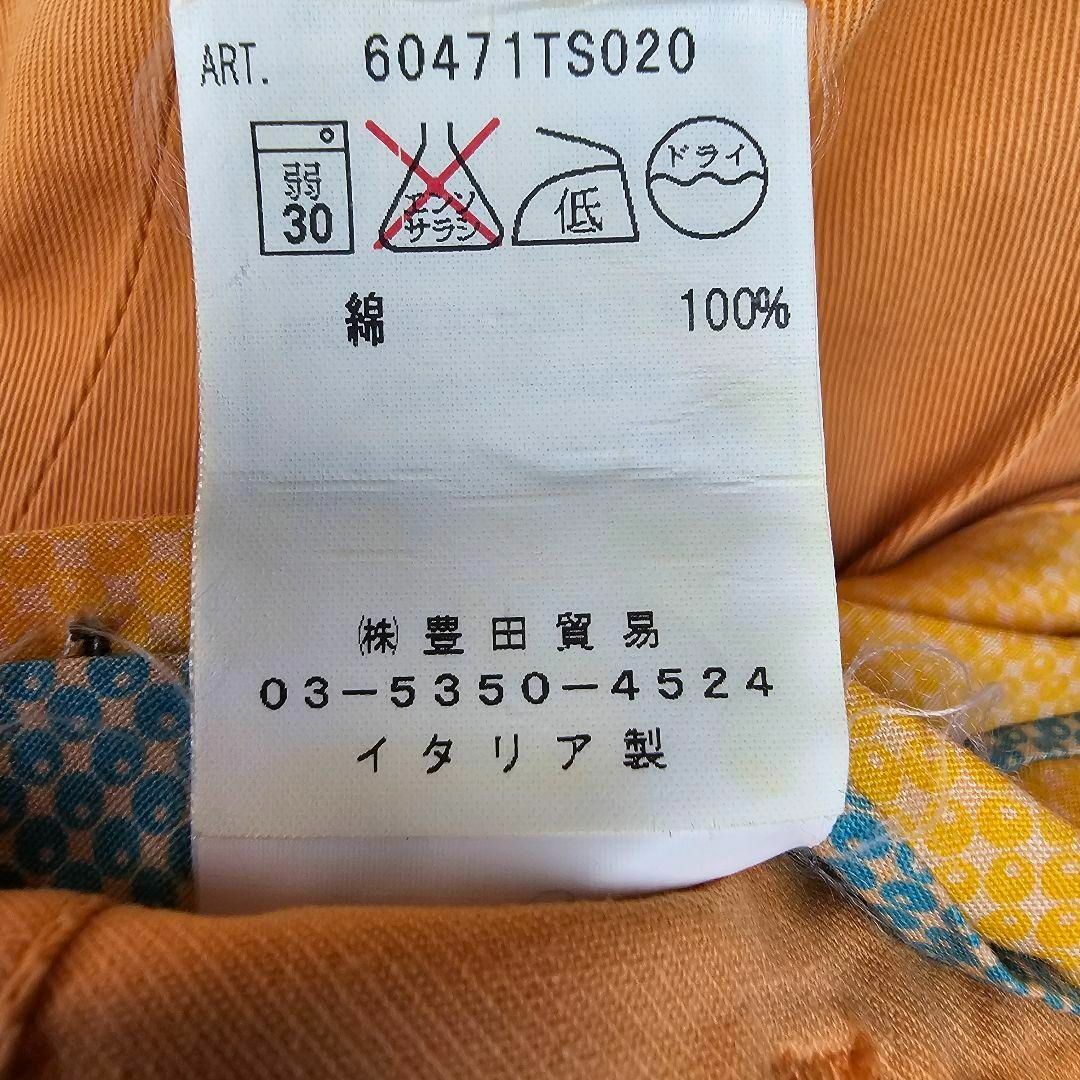 ART. 60471TS020
弱 30
エンソ サラシ
低
ドライ
綿 100%
㈱豊田貿易
03-5350-4524
イタリア製